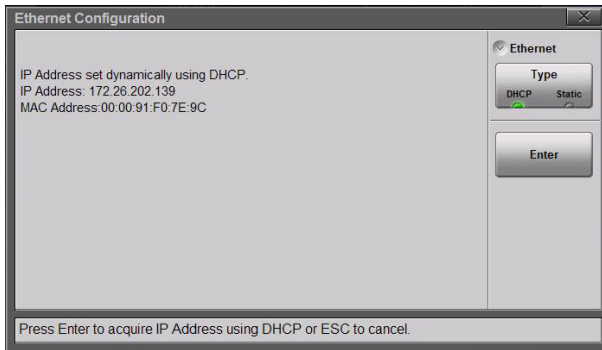 Ethernet Configuration
IP Address set dynamically using DHCP.
IP Address: 172.26.202.139
MAC Address:00:00:91:F0:7E:9C
Ethernet
Type
DHCP Static
Enter
Press Enter to acquire IP Address using DHCP or ESC to cancel.